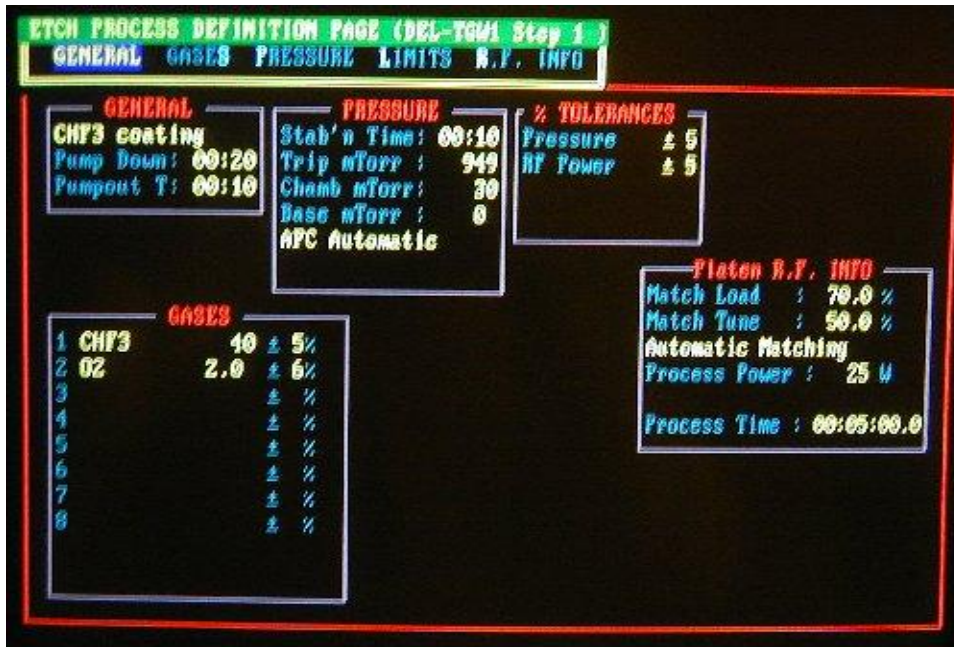 ETCH PROCESS DEFINITION PAGE (DEL-TGW1 Step 1 )
GENERAL GASES PRESSURE LIMITS R.F. INFO
GENERAL
CHF3 coating
Pump Down: 00:20
Pumpout T: 00:10
PRESSURE
Stab'n Time: 00:10
Trip mTorr : 949
Chamb mTorr: 30
Base mTorr : 0
APC Automatic
% TOLERANCES
Pressure ± 5
RF Power ± 5
Platen R.F. INFO
Match Load : 70.0 %
Match Tune : 50.0 %
Automatic Matching
Process Power : 25 W
Process Time : 00:05:00.0
GASES
1 CHF3 40 ± 5%
2 O2 2.0 ± 6%
3 ± %
4 ± %
5 ± %
6 ± %
7 ± %
8 ± %